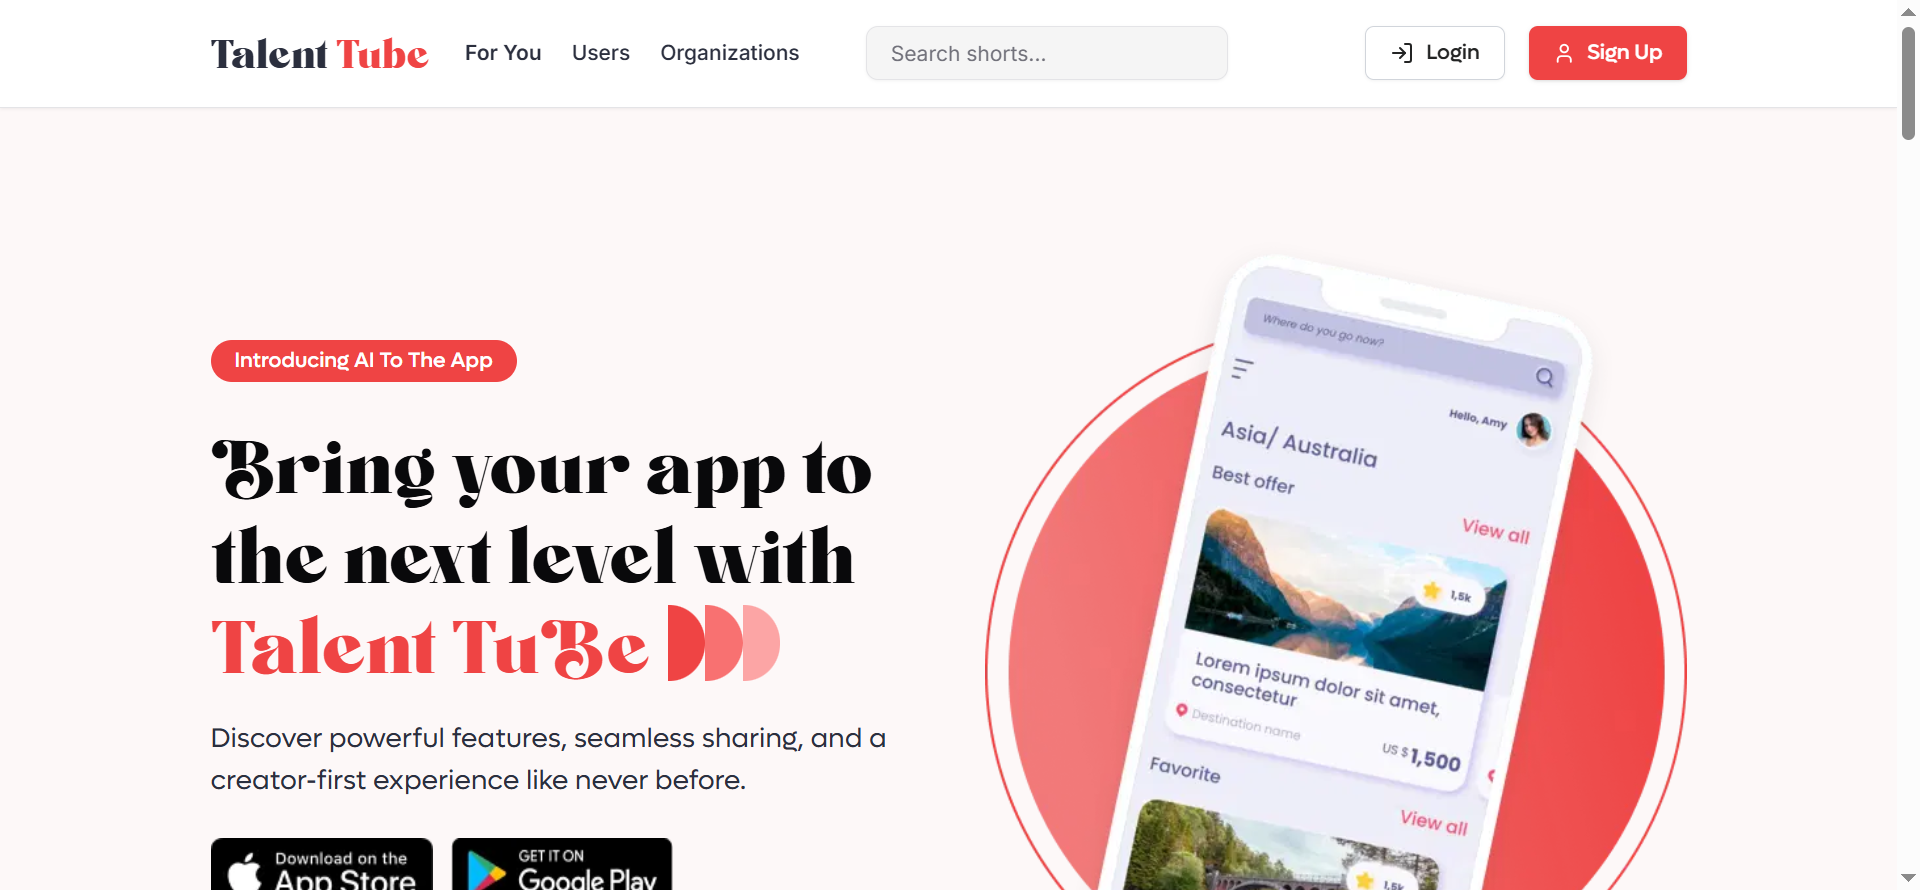 Talent Tube
For You
Users
Organizations
Search shorts...
Login
Sign Up
Introducing AI To The App
Bring your app to
the next level with
Talent TuBe
Discover powerful features, seamless sharing, and a
creator-first experience like never before.
Download on the
App Store
GET IT ON
Google Play
Where do you go now?
Hello, Amy
Asia/ Australia
Best offer
View all
1,5k
Lorem ipsum dolor sit amet,
consectetur
Destination name
US $1,500
Favorite
View all
1,5k